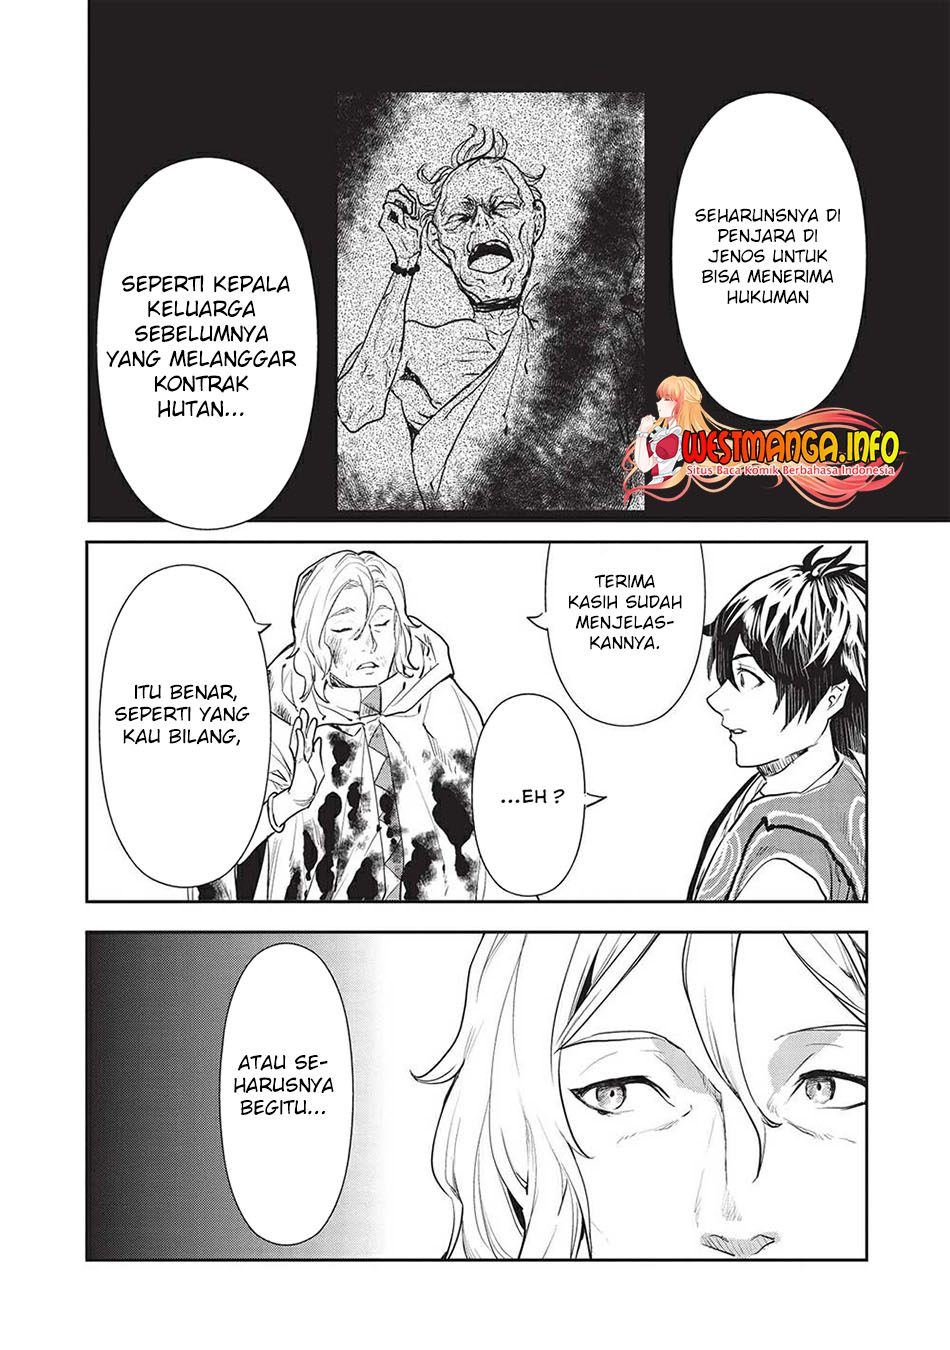 SEHARUNSNYA DI
PENJARA DI
JENOS UNTUK
BISA MENERIMA
HUKUMAN
SEPERTI KEPALA
KELUARGA
SEBELUMNYA
YANG MELANGGAR
KONTRAK
HUTAN...
WESTMANGA.INFO
Situs Baca Komik Berbahasa Indonesia
TERIMA
KASIH SUDAH
MENJELAS-
KANNYA.
...EH ?
ITU BENAR,
SEPERTI YANG
KAU BILANG,
ATAU SE-
HARUSNYA
BEGITU...